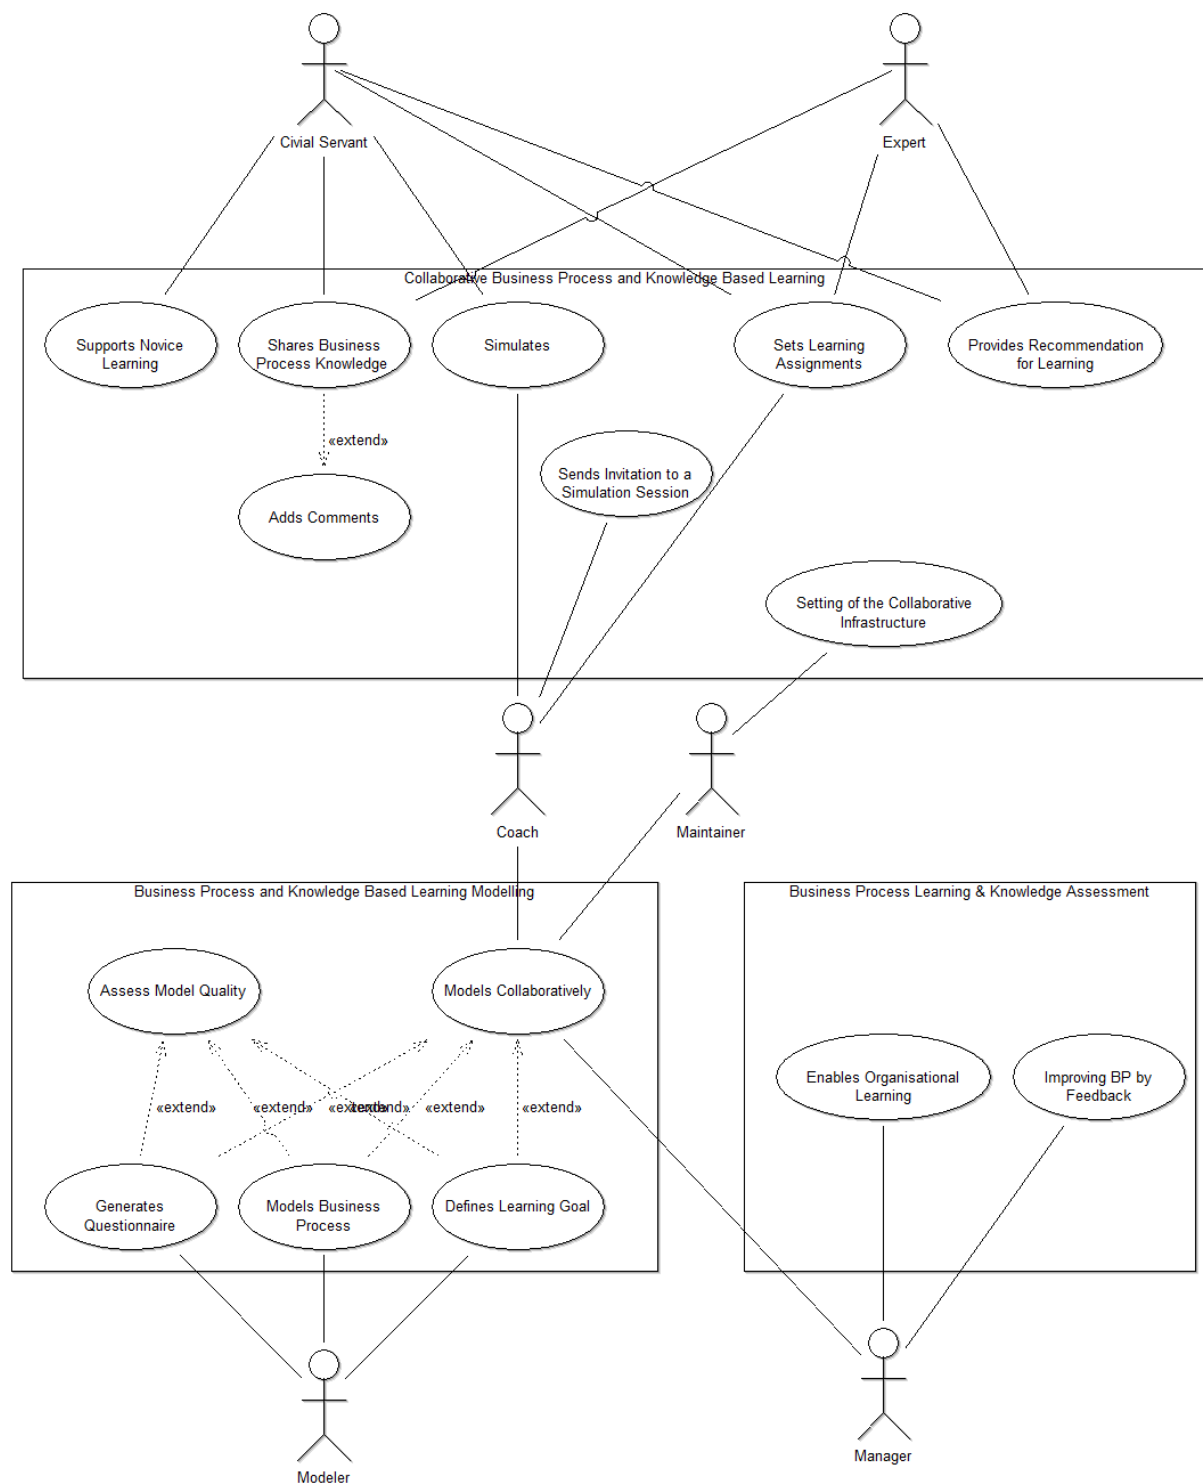 Civial Servant
Expert
Collaborative Business Process and Knowledge Based Learning
Supports Novice
Learning
Shares Business
Process Knowledge
Simulates
Sets Learning
Assignments
Provides Recommendation
for Learning
«extend»
Sends Invitation to a
Simulation Session
Adds Comments
Setting of the Collaborative
Infrastructure
Coach
Maintainer
Business Process and Knowledge Based Learning Modelling
Business Process Learning & Knowledge Assessment
Assess Model Quality
Models Collaboratively
Enables Organisational
Learning
Improving BP by
Feedback
«extend»
«extend»
«extend»
«extend»
«extend»
Generates
Questionnaire
Models Business
Process
Defines Learning Goal
Modeler
Manager